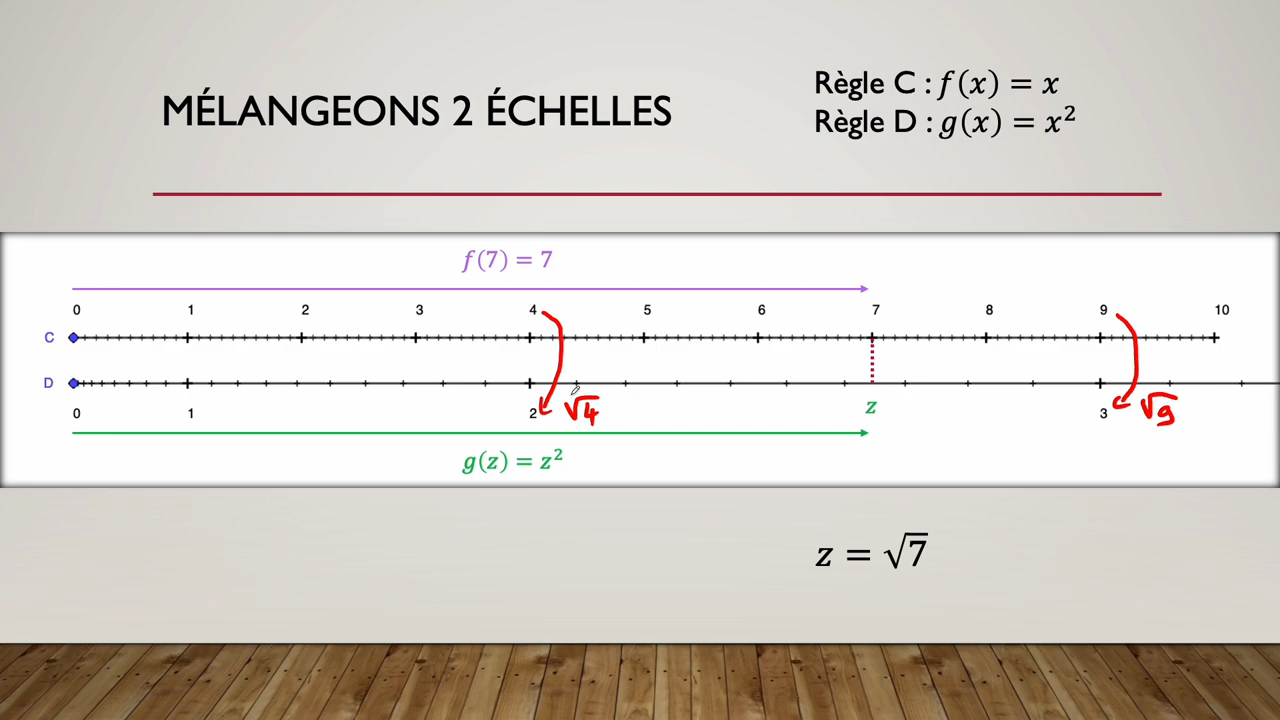 MÉLANGEONS 2 ÉCHELLES
Règle C : f(x) = x
Règle D : g(x) = x²
f(7) = 7
0 1 2 3 4 5 6 7 8 9 10
C
D
0 1 2 √4 z 3 √9
g(z) = z²
z = √7